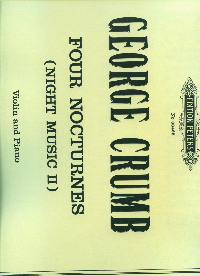 GEORGE CRUMB
FOUR NOCTURNES
(NIGHT MUSIC II)
Violin and Piano
EDITION PETERS